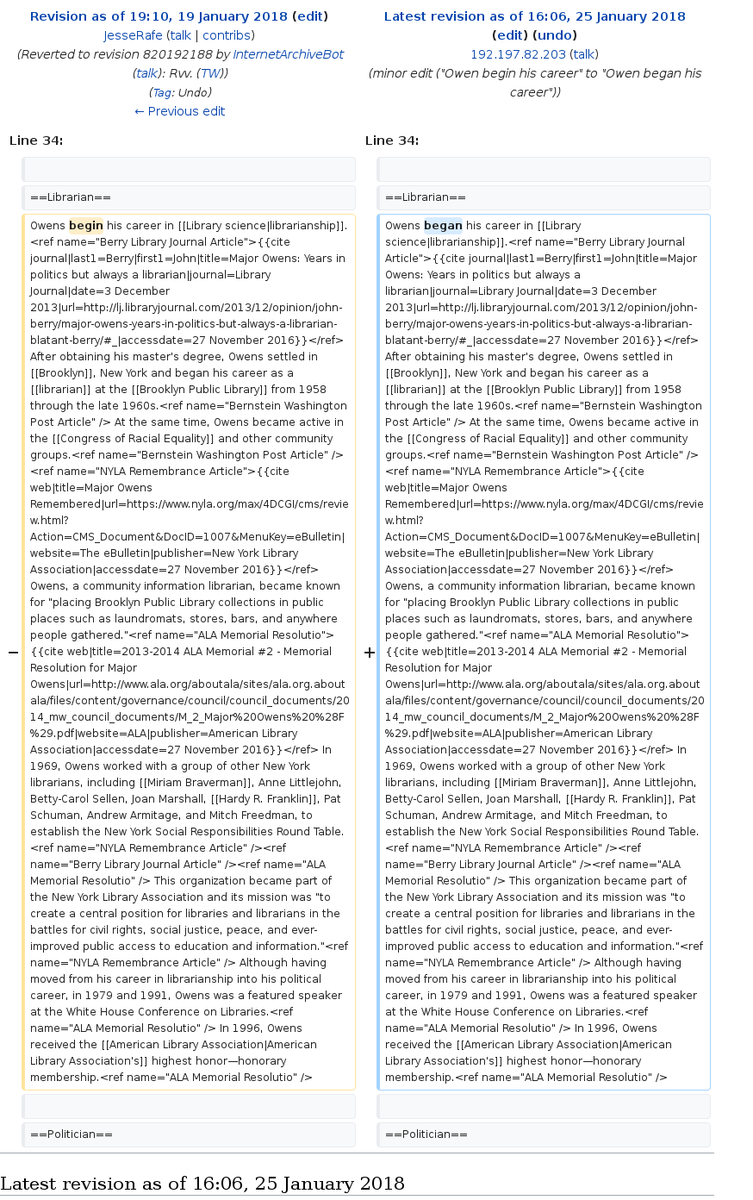 Revision as of 19:10, 19 January 2018 (edit)
JesseRafe (talk | contribs)
(Reverted to revision 820192188 by InternetArchiveBot
(talk): Rvv. (TW))
(Tag: Undo)
← Previous edit
Line 34:
==Librarian==
Owens begin his career in [[Library science|librarianship]].
<ref name="Berry Library Journal Article">{{cite
journal|last1=Berry|first1=John|title=Major Owens: Years in
politics but always a librarian|journal=Library
Journal|date=3 December
2013|url=http://lj.libraryjournal.com/2013/12/opinion/john-
berry/major-owens-years-in-politics-but-always-a-librarian-
blatant-berry/#_|accessdate=27 November 2016}}</ref>
After obtaining his master's degree, Owens settled in
[[Brooklyn]], New York and began his career as a
[[librarian]] at the [[Brooklyn Public Library]] from 1958
through the late 1960s.<ref name="Bernstein Washington
Post Article" /> At the same time, Owens became active in
the [[Congress of Racial Equality]] and other community
groups.<ref name="Bernstein Washington Post Article" />
<ref name="NYLA Remembrance Article">{{cite
web|title=Major Owens
Remembered|url=https://www.nyla.org/max/4DCGI/cms/revie
w.html?
Action=CMS_Document&DocID=1007&MenuKey=eBulletin|
website=The eBulletin|publisher=New York Library
Association|accessdate=27 November 2016}}</ref>
Owens, a community information librarian, became known
for "placing Brooklyn Public Library collections in public
places such as laundromats, stores, bars, and anywhere
people gathered."<ref name="ALA Memorial Resolutio">
− {{cite web|title=2013-2014 ALA Memorial #2 - Memorial
Resolution for Major
Owens|url=http://www.ala.org/aboutala/sites/ala.org.about
ala/files/content/governance/council/council_documents/20
14_mw_council_documents/M_2_Major%20Owens%20%28F
%29.pdf|website=ALA|publisher=American Library
Association|accessdate=27 November 2016}}</ref> In
1969, Owens worked with a group of other New York
librarians, including [[Miriam Braverman]], Anne Littlejohn,
Betty-Carol Sellen, Joan Marshall, [[Hardy R. Franklin]], Pat
Schuman, Andrew Armitage, and Mitch Freedman, to
establish the New York Social Responsibilities Round Table.
<ref name="NYLA Remembrance Article" /><ref
name="Berry Library Journal Article" /><ref name="ALA
Memorial Resolutio" /> This organization became part of
the New York Library Association and its mission was "to
create a central position for libraries and librarians in the
battles for civil rights, social justice, peace, and ever-
improved public access to education and information."<ref
name="NYLA Remembrance Article" /> Although having
moved from his career in librarianship into his political
career, in 1979 and 1991, Owens was a featured speaker
at the White House Conference on Libraries.<ref
name="ALA Memorial Resolutio" /> In 1996, Owens
received the [[American Library Association|American
Library Association's]] highest honor—honorary
membership.<ref name="ALA Memorial Resolutio" />
==Politician==
Latest revision as of 16:06, 25 January 2018
(edit) (undo)
192.197.82.203 (talk)
(minor edit ("Owen begin his career" to "Owen began his
career"))
Line 34:
==Librarian==
Owens began his career in [[Library
science|librarianship]].<ref name="Berry Library Journal
Article">{{cite journal|last1=Berry|first1=John|title=Major
Owens: Years in politics but always a
librarian|journal=Library Journal|date=3 December
2013|url=http://lj.libraryjournal.com/2013/12/opinion/john-
berry/major-owens-years-in-politics-but-always-a-librarian-
blatant-berry/#_|accessdate=27 November 2016}}</ref>
After obtaining his master's degree, Owens settled in
[[Brooklyn]], New York and began his career as a
[[librarian]] at the [[Brooklyn Public Library]] from 1958
through the late 1960s.<ref name="Bernstein Washington
Post Article" /> At the same time, Owens became active in
the [[Congress of Racial Equality]] and other community
groups.<ref name="Bernstein Washington Post Article" />
<ref name="NYLA Remembrance Article">{{cite
web|title=Major Owens
Remembered|url=https://www.nyla.org/max/4DCGI/cms/revie
w.html?
Action=CMS_Document&DocID=1007&MenuKey=eBulletin|
website=The eBulletin|publisher=New York Library
Association|accessdate=27 November 2016}}</ref>
Owens, a community information librarian, became known
for "placing Brooklyn Public Library collections in public
places such as laundromats, stores, bars, and anywhere
people gathered."<ref name="ALA Memorial Resolutio">
+ {{cite web|title=2013-2014 ALA Memorial #2 - Memorial
Resolution for Major
Owens|url=http://www.ala.org/aboutala/sites/ala.org.about
ala/files/content/governance/council/council_documents/20
14_mw_council_documents/M_2_Major%20Owens%20%28F
%29.pdf|website=ALA|publisher=American Library
Association|accessdate=27 November 2016}}</ref> In
1969, Owens worked with a group of other New York
librarians, including [[Miriam Braverman]], Anne Littlejohn,
Betty-Carol Sellen, Joan Marshall, [[Hardy R. Franklin]], Pat
Schuman, Andrew Armitage, and Mitch Freedman, to
establish the New York Social Responsibilities Round Table.
<ref name="NYLA Remembrance Article" /><ref
name="Berry Library Journal Article" /><ref name="ALA
Memorial Resolutio" /> This organization became part of
the New York Library Association and its mission was "to
create a central position for libraries and librarians in the
battles for civil rights, social justice, peace, and ever-
improved public access to education and information."<ref
name="NYLA Remembrance Article" /> Although having
moved from his career in librarianship into his political
career, in 1979 and 1991, Owens was a featured speaker
at the White House Conference on Libraries.<ref
name="ALA Memorial Resolutio" /> In 1996, Owens
received the [[American Library Association|American
Library Association's]] highest honor—honorary
membership.<ref name="ALA Memorial Resolutio" />
==Politician==
Latest revision as of 16:06, 25 January 2018